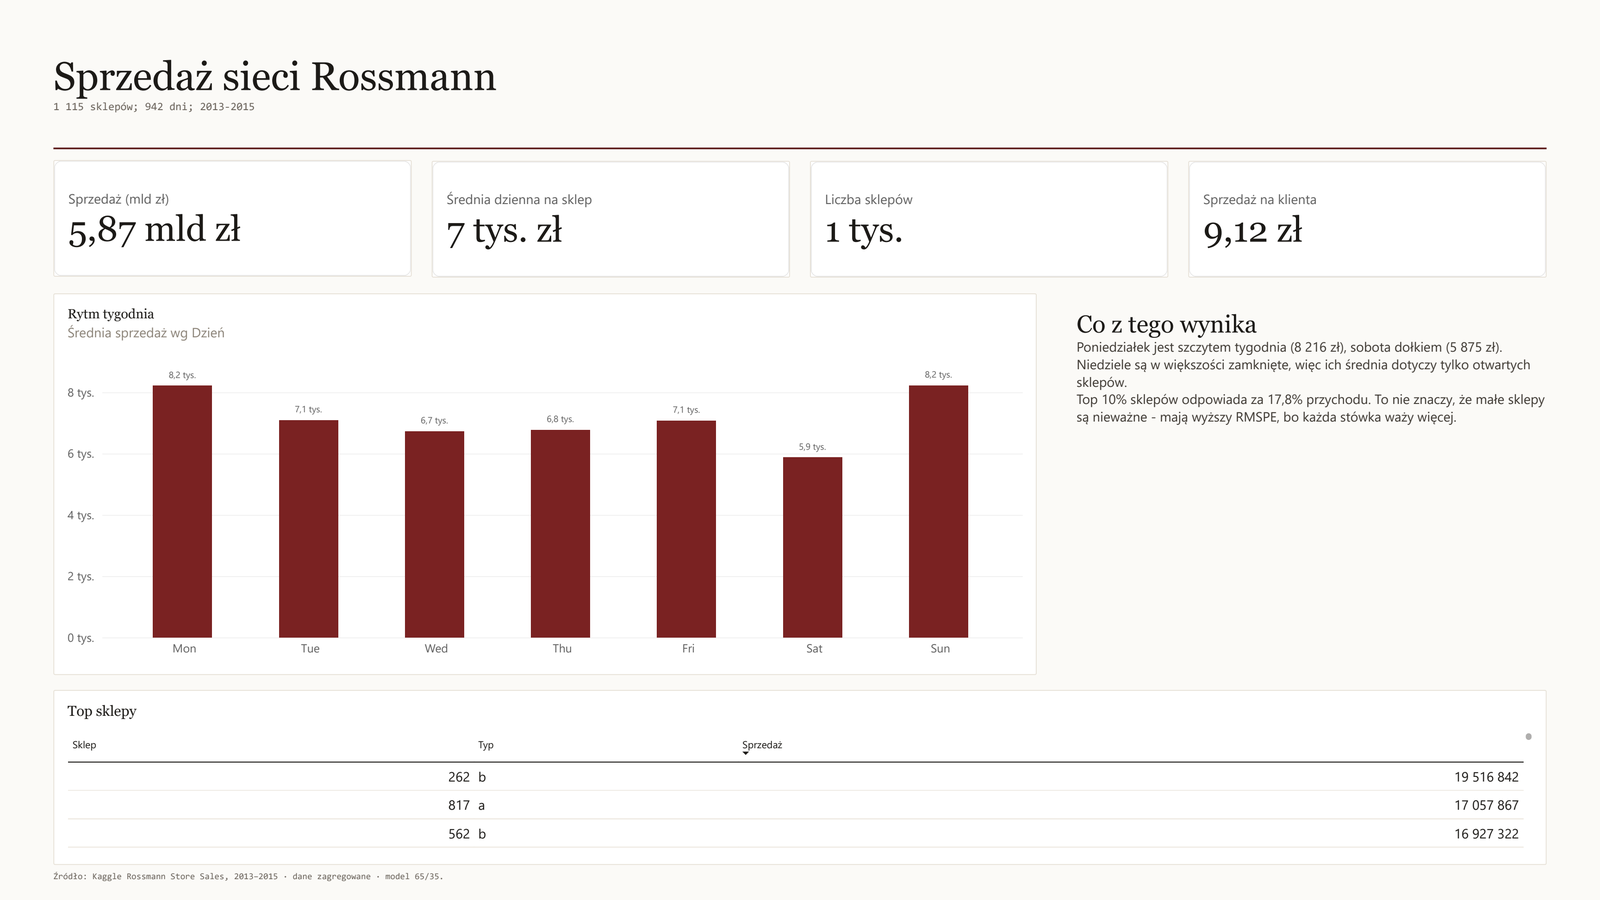 Sprzedaż sieci Rossmann
1 115 sklepów; 942 dni; 2013-2015
Sprzedaż (mld zł)
5,87 mld zł
Średnia dzienna na sklep
7 tys. zł
Liczba sklepów
1 tys.
Sprzedaż na klienta
9,12 zł
Rytm tygodnia
Średnia sprzedaż wg Dzień
8 tys.
6 tys.
4 tys.
2 tys.
0 tys.
8,2 tys.
7,1 tys.
6,7 tys.
6,8 tys.
7,1 tys.
5,9 tys.
8,2 tys.
Mon Tue Wed Thu Fri Sat Sun
Co z tego wynika
Poniedziałek jest szczytem tygodnia (8 216 zł), sobota dołkiem (5 875 zł).
Niedziele są w większości zamknięte, więc ich średnia dotyczy tylko otwartych
sklepów.
Top 10% sklepów odpowiada za 17,8% przychodu. To nie znaczy, że małe sklepy
są nieważne - mają wyższy RMSPE, bo każda stówka waży więcej.
Top sklepy
Sklep Typ Sprzedaż
262 b 19 516 842
817 a 17 057 867
562 b 16 927 322
Źródło: Kaggle Rossmann Store Sales, 2013–2015 · dane zagregowane · model 65/35.